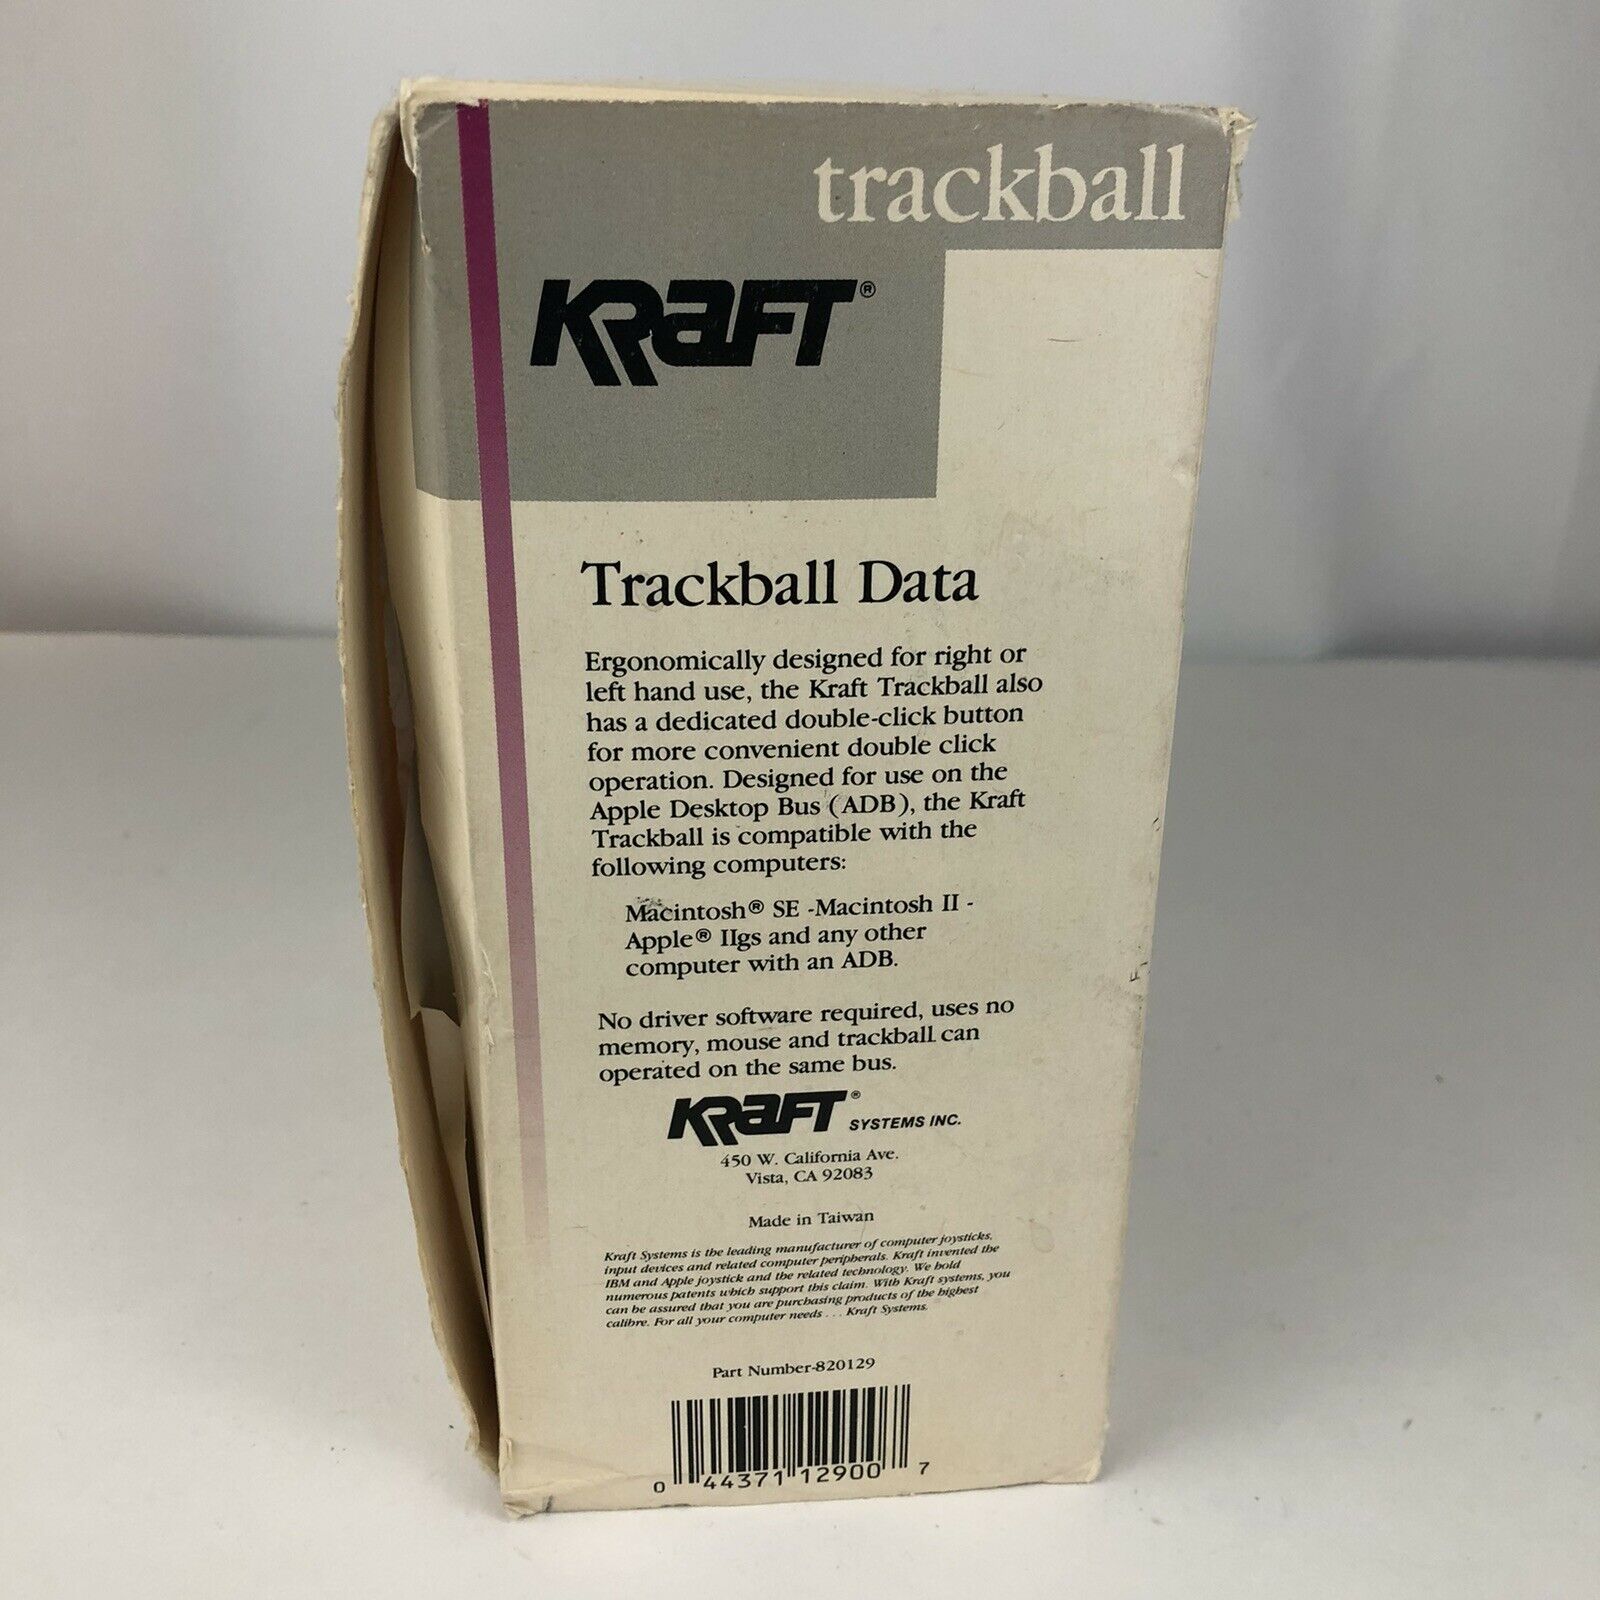 trackball
KRAFT®
Trackball Data
Ergonomically designed for right or
left hand use, the Kraft Trackball also
has a dedicated double-click button
for more convenient double click
operation. Designed for use on the
Apple Desktop Bus (ADB), the Kraft
Trackball is compatible with the
following computers:
Macintosh® SE -Macintosh II -
Apple® IIgs and any other
computer with an ADB.
No driver software required, uses no
memory, mouse and trackball can
operated on the same bus.
KRAFT® SYSTEMS INC.
450 W. California Ave.
Vista, CA 92083
Made in Taiwan
Kraft Systems is the leading manufacturer of computer joysticks,
input devices and related computer peripherals. Kraft invented the
IBM and Apple joystick and the related technology. We hold
numerous patents which support this claim. With Kraft systems, you
can be assured that you are purchasing products of the highest
calibre. For all your computer needs . . . Kraft Systems.
Part Number-820129
0 44371 12900 7